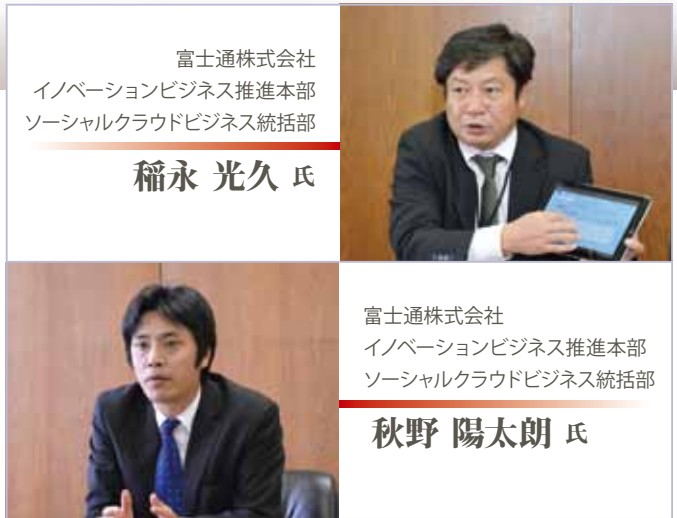 富士通株式会社
イノベーションビジネス推進本部
ソーシャルクラウドビジネス統括部
稲永 光久 氏
富士通株式会社
イノベーションビジネス推進本部
ソーシャルクラウドビジネス統括部
秋野 陽太朗 氏